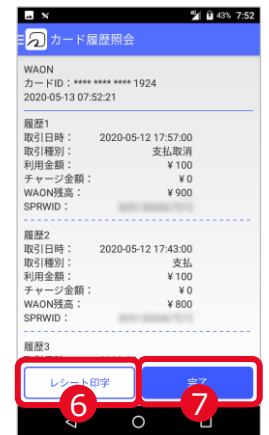 43% 7:52
カード履歴照会
WAON
カードID：**** **** **** 1924
2020-05-13 07:52:21
履歴1
取引日時： 2020-05-12 17:57:00
取引種別： 支払取消
利用金額： ¥ 100
チャージ金額： ¥ 0
WAON残高： ¥ 900
SPRWID：
履歴2
取引日時： 2020-05-12 17:43:00
取引種別： 支払
利用金額： ¥ 100
チャージ金額： ¥ 0
WAON残高： ¥ 800
SPRWID：
履歴3
レシート印字 完了
6 7